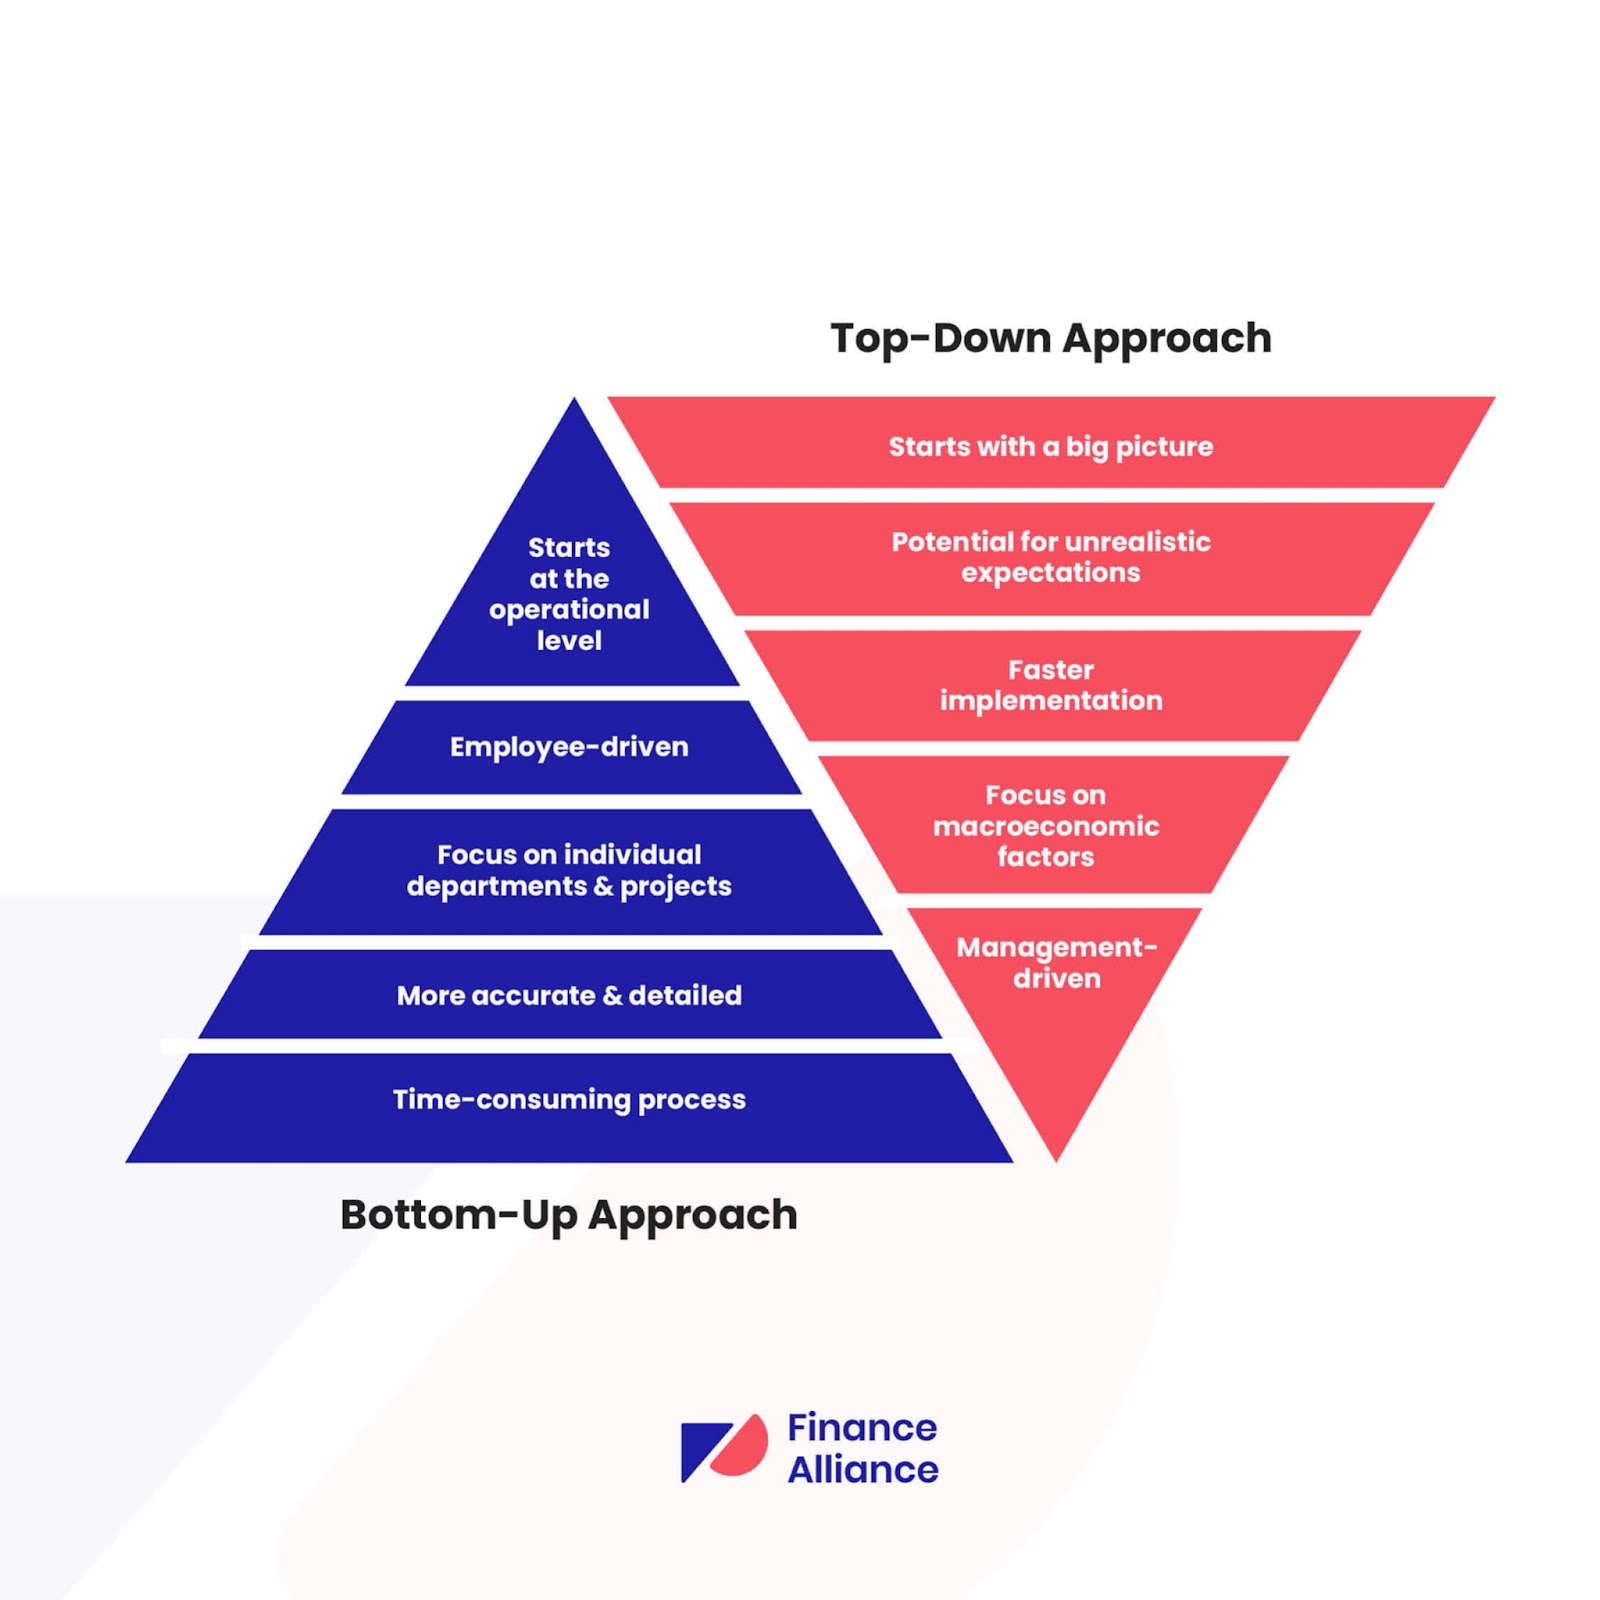 Top-Down Approach
Starts with a big picture
Potential for unrealistic
expectations
Faster
implementation
Focus on
macroeconomic
factors
Management-
driven
Starts
at the
operational
level
Employee-driven
Focus on individual
departments & projects
More accurate & detailed
Time-consuming process
Bottom-Up Approach
Finance
Alliance